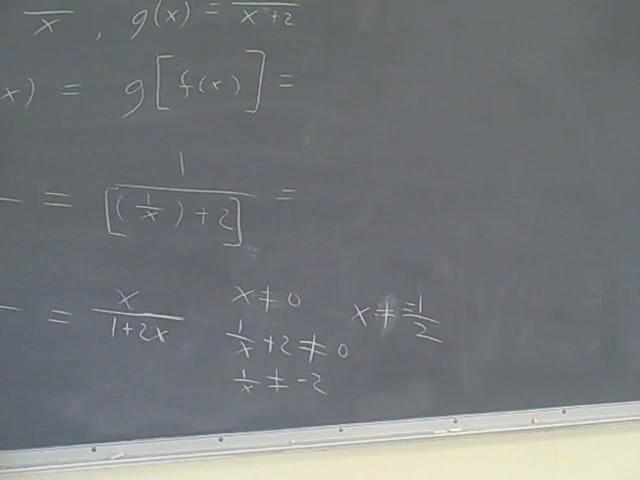 x , g(x) = x+2
x) = g[f(x)] =
= 1/[(1/x)+2] =
= x/1+2x x≠0 x≠-1/2
1/x+2≠0
1/x≠-2